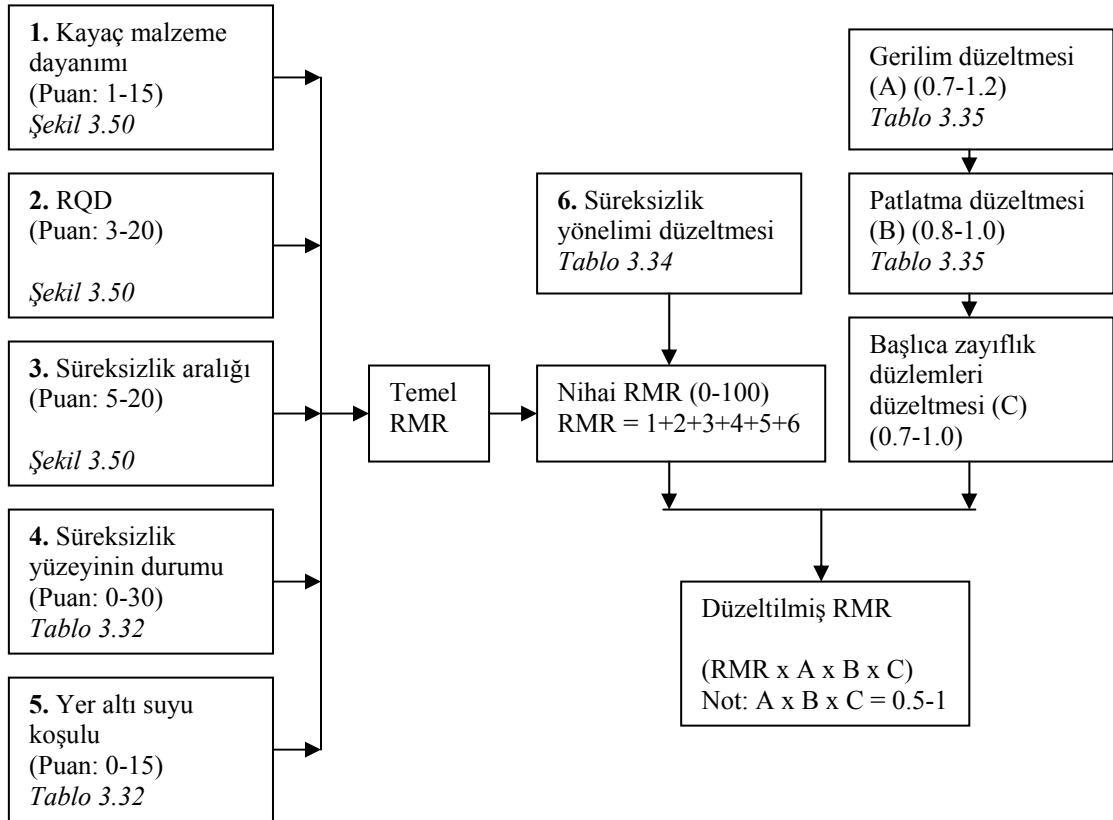 1. Kayaç malzeme
dayanımı
(Puan: 1-15)
Şekil 3.50
2. RQD
(Puan: 3-20)
Şekil 3.50
3. Süreksizlik aralığı
(Puan: 5-20)
Şekil 3.50
4. Süreksizlik
yüzeyinin durumu
(Puan: 0-30)
Tablo 3.32
5. Yer altı suyu
koşulu
(Puan: 0-15)
Tablo 3.32
Temel
RMR
6. Süreksizlik
yönelimi düzeltmesi
Tablo 3.34
Nihai RMR (0-100)
RMR = 1+2+3+4+5+6
Gerilim düzeltmesi
(A) (0.7-1.2)
Tablo 3.35
Patlatma düzeltmesi
(B) (0.8-1.0)
Tablo 3.35
Başlıca zayıflık
düzlemleri
düzeltmesi (C)
(0.7-1.0)
Düzeltilmiş RMR
(RMR x A x B x C)
Not: A x B x C = 0.5-1